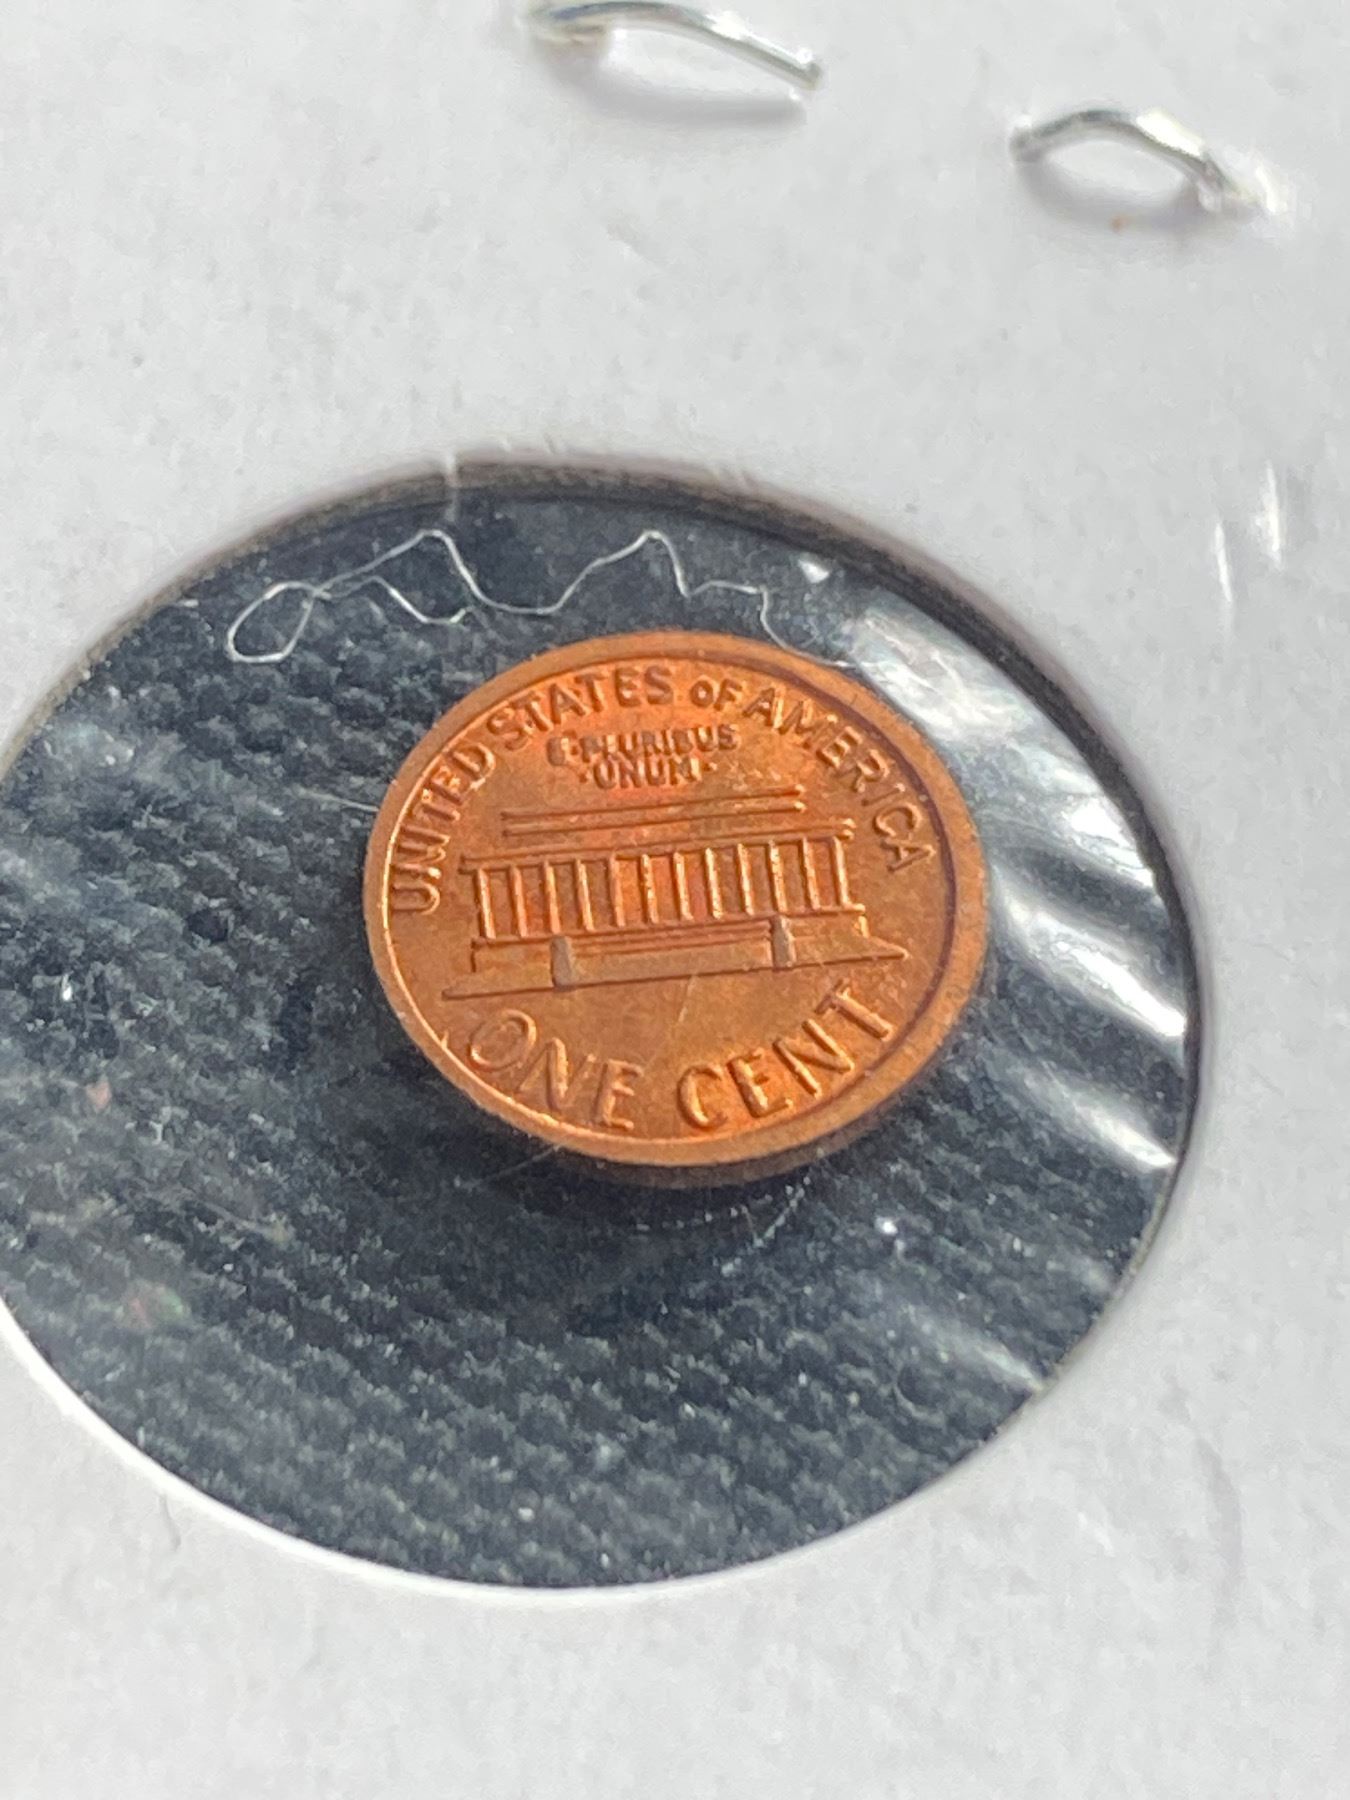 UNITED STATES OF AMERICA
E·PLURIBUS
·UNUM·
ONE CENT